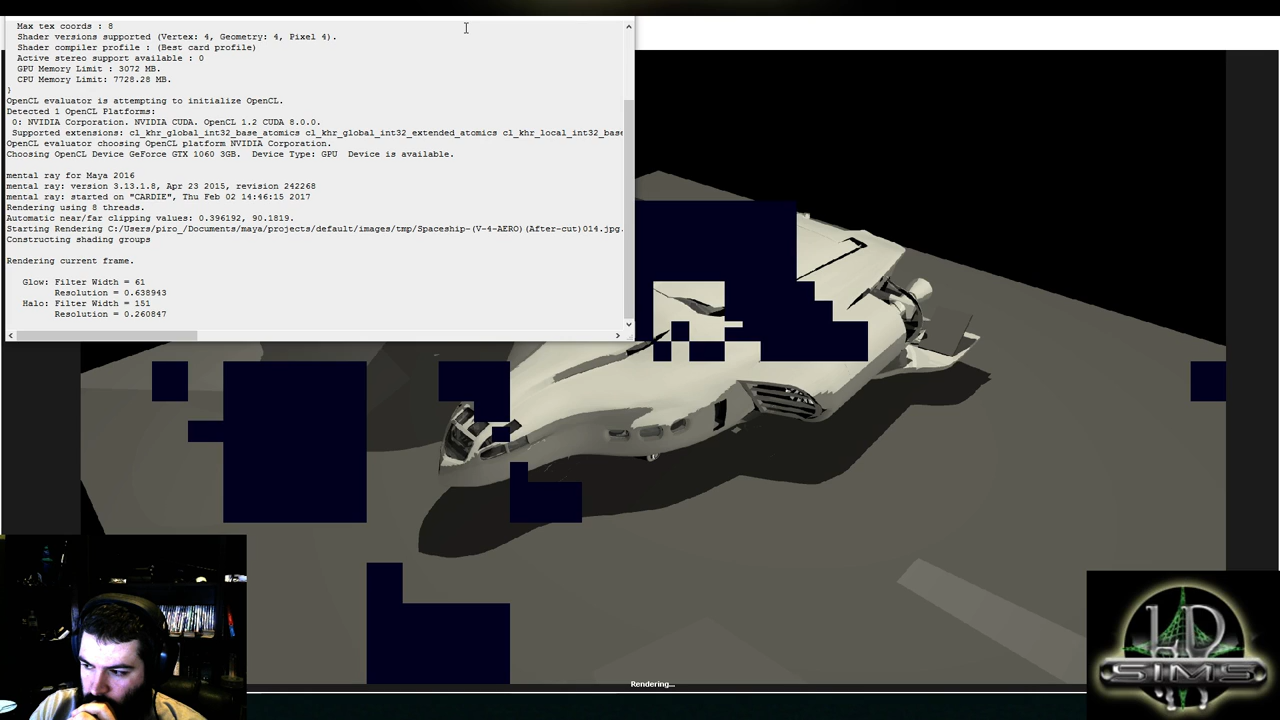 Max tex coords : 8
Shader versions supported (Vertex: 4, Geometry: 4, Pixel 4).
Shader compiler profile : (Best card profile)
Active stereo support available : 0
GPU Memory Limit : 3072 MB.
CPU Memory Limit: 7728.28 MB.
}
OpenCL evaluator is attempting to initialize OpenCL.
Detected 1 OpenCL Platforms:
0: NVIDIA Corporation. NVIDIA CUDA. OpenCL 1.2 CUDA 8.0.0.
Supported extensions: cl_khr_global_int32_base_atomics cl_khr_global_int32_extended_atomics cl_khr_local_int32_base
OpenCL evaluator choosing OpenCL platform NVIDIA Corporation.
Choosing OpenCL Device GeForce GTX 1060 3GB.  Device Type: GPU  Device is available.
mental ray for Maya 2016
mental ray: version 3.13.1.8, Apr 23 2015, revision 242268
mental ray: started on "CARDIE", Thu Feb 02 14:46:15 2017
Rendering using 8 threads.
Automatic near/far clipping values: 0.396192, 90.1819.
Starting Rendering C:/Users/piro_/Documents/maya/projects/default/images/tmp/Spaceship-(V-4-AERO)(After-cut)014.jpg.
Constructing shading groups
Rendering current frame.
Glow: Filter Width = 61
Resolution = 0.638943
Halo: Filter Width = 151
Resolution = 0.260847
Rendering...
SIMS